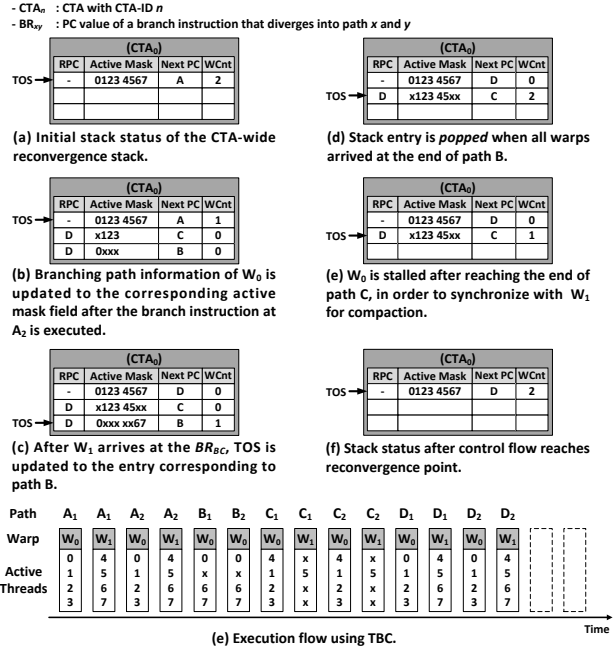 - CTAₙ : CTA with CTA-ID n
- BRₓᵧ : PC value of a branch instruction that diverges into path x and y
(CTA₀)
RPC Active Mask Next PC WCnt
TOS - 0123 4567 A 2
(a) Initial stack status of the CTA-wide
reconvergence stack.
(CTA₀)
RPC Active Mask Next PC WCnt
TOS - 0123 4567 A 1
D x123 C 0
D 0xxx B 0
(b) Branching path information of W₀ is
updated to the corresponding active
mask field after the branch instruction at
A₂ is executed.
(CTA₀)
RPC Active Mask Next PC WCnt
- 0123 4567 D 0
D x123 45xx C 0
TOS D 0xxx xx67 B 1
(c) After W₁ arrives at the BR_BC, TOS is
updated to the entry corresponding to
path B.
(CTA₀)
RPC Active Mask Next PC WCnt
- 0123 4567 D 0
TOS D x123 45xx C 2
(d) Stack entry is popped when all warps
arrived at the end of path B.
(CTA₀)
RPC Active Mask Next PC WCnt
- 0123 4567 D 0
TOS D x123 45xx C 1
(e) W₀ is stalled after reaching the end of
path C, in order to synchronize with W₁
for compaction.
(CTA₀)
RPC Active Mask Next PC WCnt
TOS - 0123 4567 D 2
(f) Stack status after control flow reaches
reconvergence point.
Path A₁ A₁ A₂ A₂ B₁ B₂ C₁ C₁ C₂ C₂ D₁ D₁ D₂ D₂
Warp W₀ W₁ W₀ W₁ W₀ W₀ W₀ W₁ W₀ W₁ W₀ W₁ W₀ W₁
0 4 0 4 0 0 4 x 4 x 0 4 0 4
Active 1 5 1 5 x x 1 5 1 5 1 5 1 5
Threads 2 6 2 6 6 6 2 x 2 x 2 6 2 6
3 7 3 7 7 7 3 x 3 x 3 7 3 7
Time
(e) Execution flow using TBC.